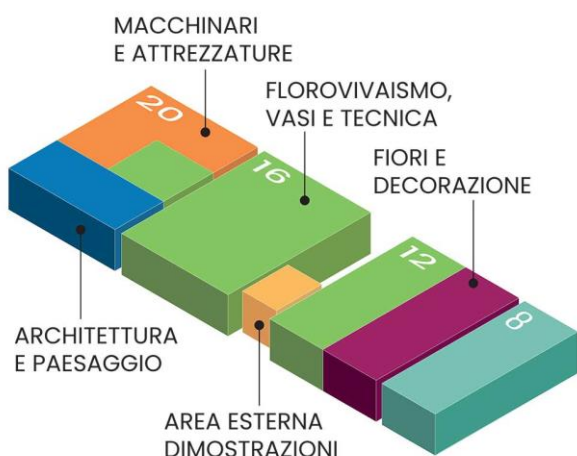 MACCHINARI
E ATTREZZATURE
20
FLOROVIVAISMO,
VASI E TECNICA
16
FIORI E
DECORAZIONE
12
8
ARCHITETTURA
E PAESAGGIO
AREA ESTERNA
DIMOSTRAZIONI